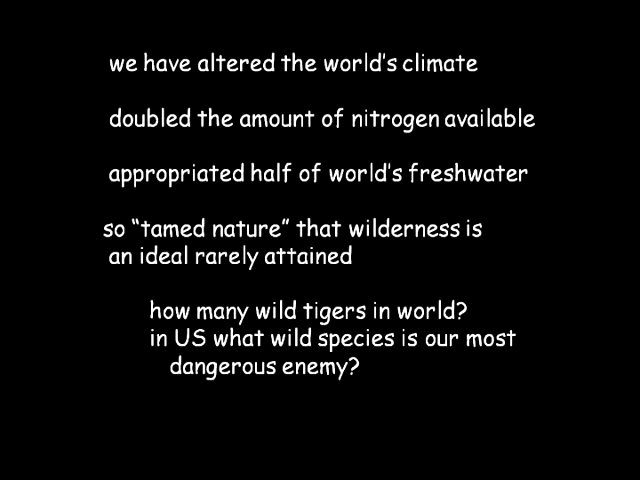 we have altered the world's climate
doubled the amount of nitrogen available
appropriated half of world's freshwater
so “tamed nature” that wilderness is
an ideal rarely attained
how many wild tigers in world?
in US what wild species is our most
dangerous enemy?